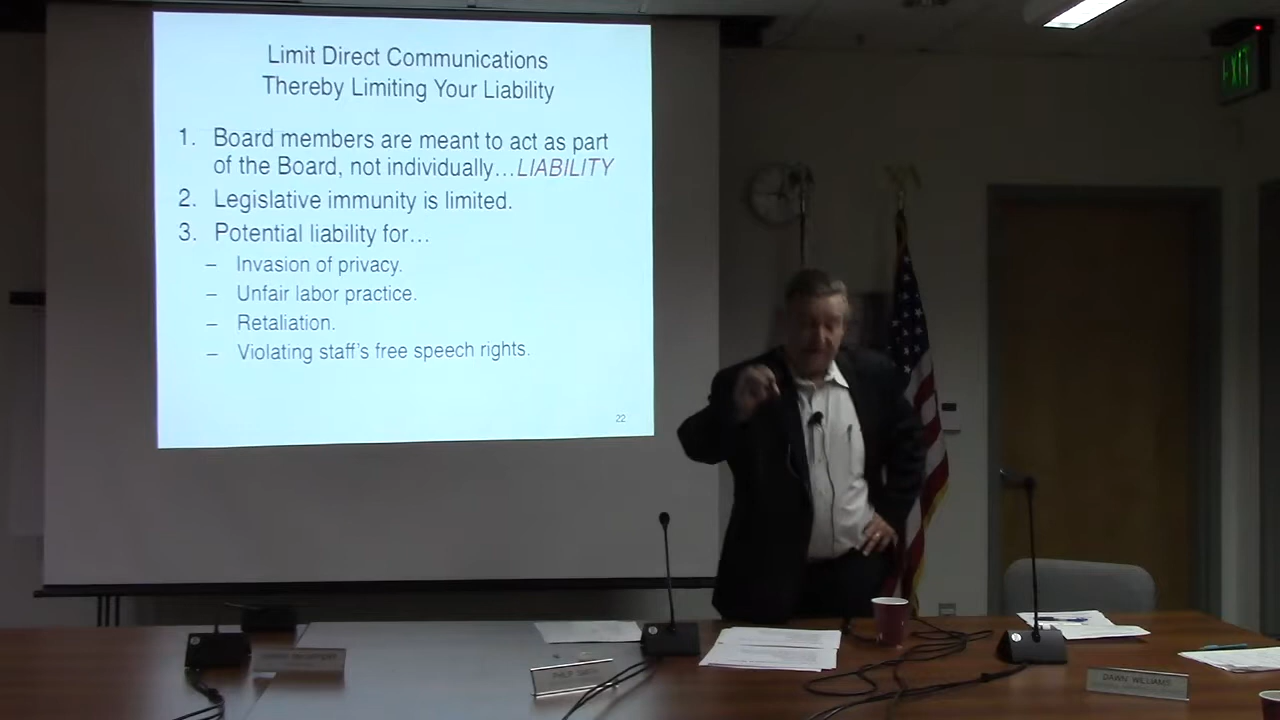 Limit Direct Communications
Thereby Limiting Your Liability
1. Board members are meant to act as part
of the Board, not individually…LIABILITY
2. Legislative immunity is limited.
3. Potential liability for…
– Invasion of privacy.
– Unfair labor practice.
– Retaliation.
– Violating staff's free speech rights.
22
EXIT
DAWN WILLIAMS